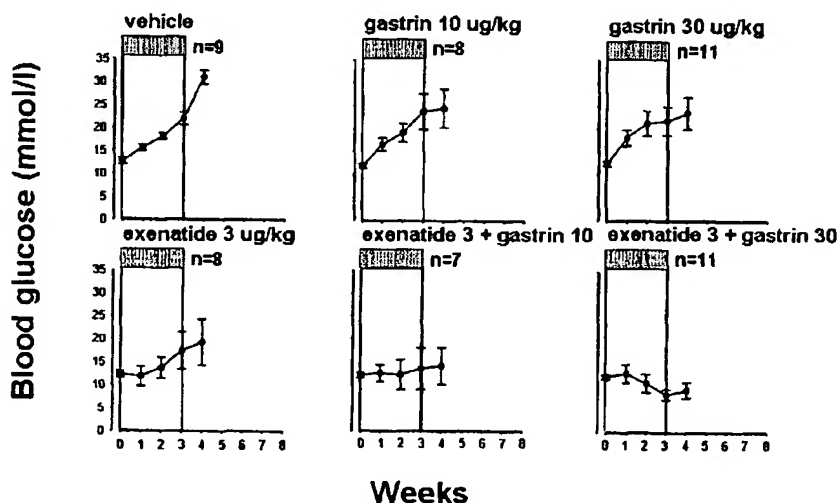 vehicle
gastrin 10 ug/kg
gastrin 30 ug/kg
n=9
n=8
n=11
35
30
25
20
15
10
5
0
exenatide 3 ug/kg
exenatide 3 + gastrin 10
exenatide 3 + gastrin 30
n=8
n=7
n=11
35
30
25
20
15
10
5
0
0 1 2 3 4 5 6 7 8
0 1 2 3 4 5 6 7 8
0 1 2 3 4 5 6 7 8
Blood glucose (mmol/l)
Weeks